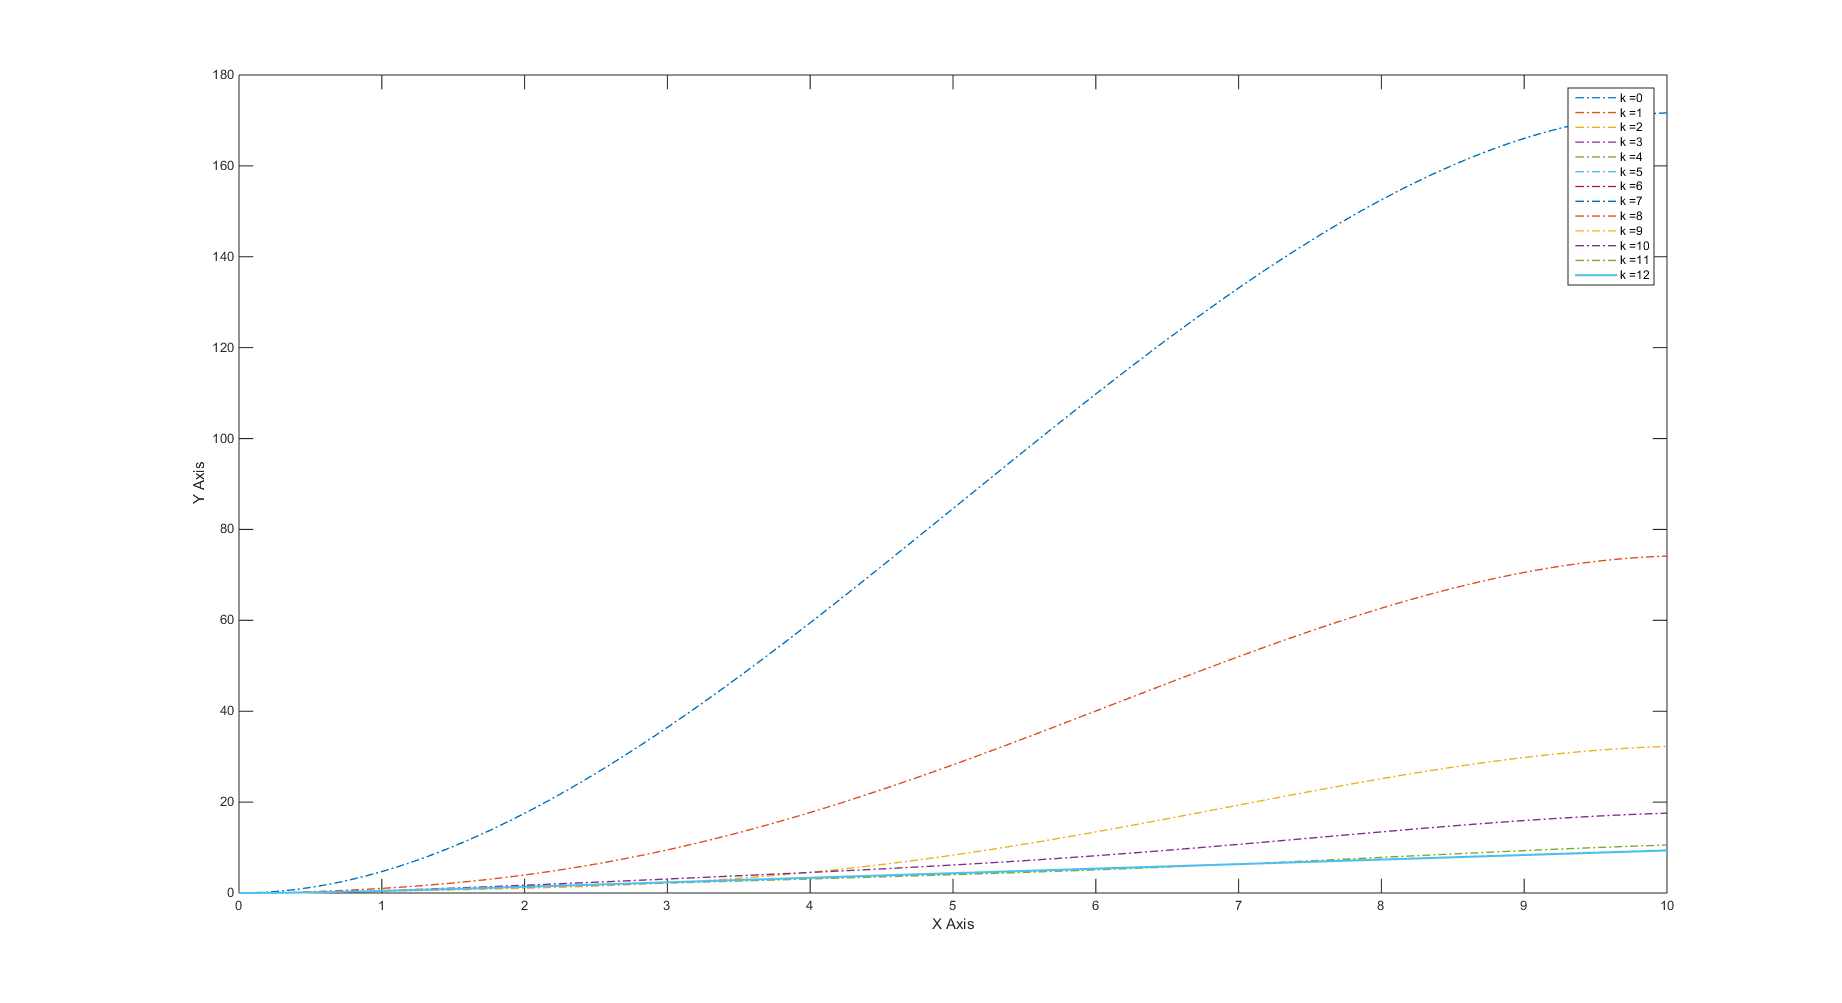 180
160
140
120
100
80
60
40
20
0
Y Axis
k =0
k =1
k =2
k =3
k =4
k =5
k =6
k =7
k =8
k =9
k =10
k =11
k =12
0 1 2 3 4 5 6 7 8 9 10
X Axis